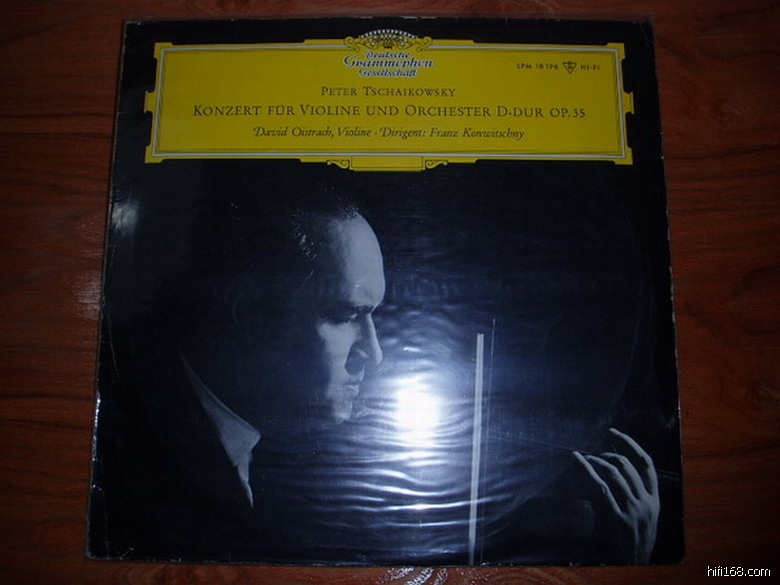 Deutsche
Grammophon
Gesellschaft
LPM 18 196 HI-FI
PETER TSCHAIKOWSKY
KONZERT FÜR VIOLINE UND ORCHESTER D-DUR OP. 35
David Oistrach, Violine · Dirigent: Franz Konwitschny
hifi168.com